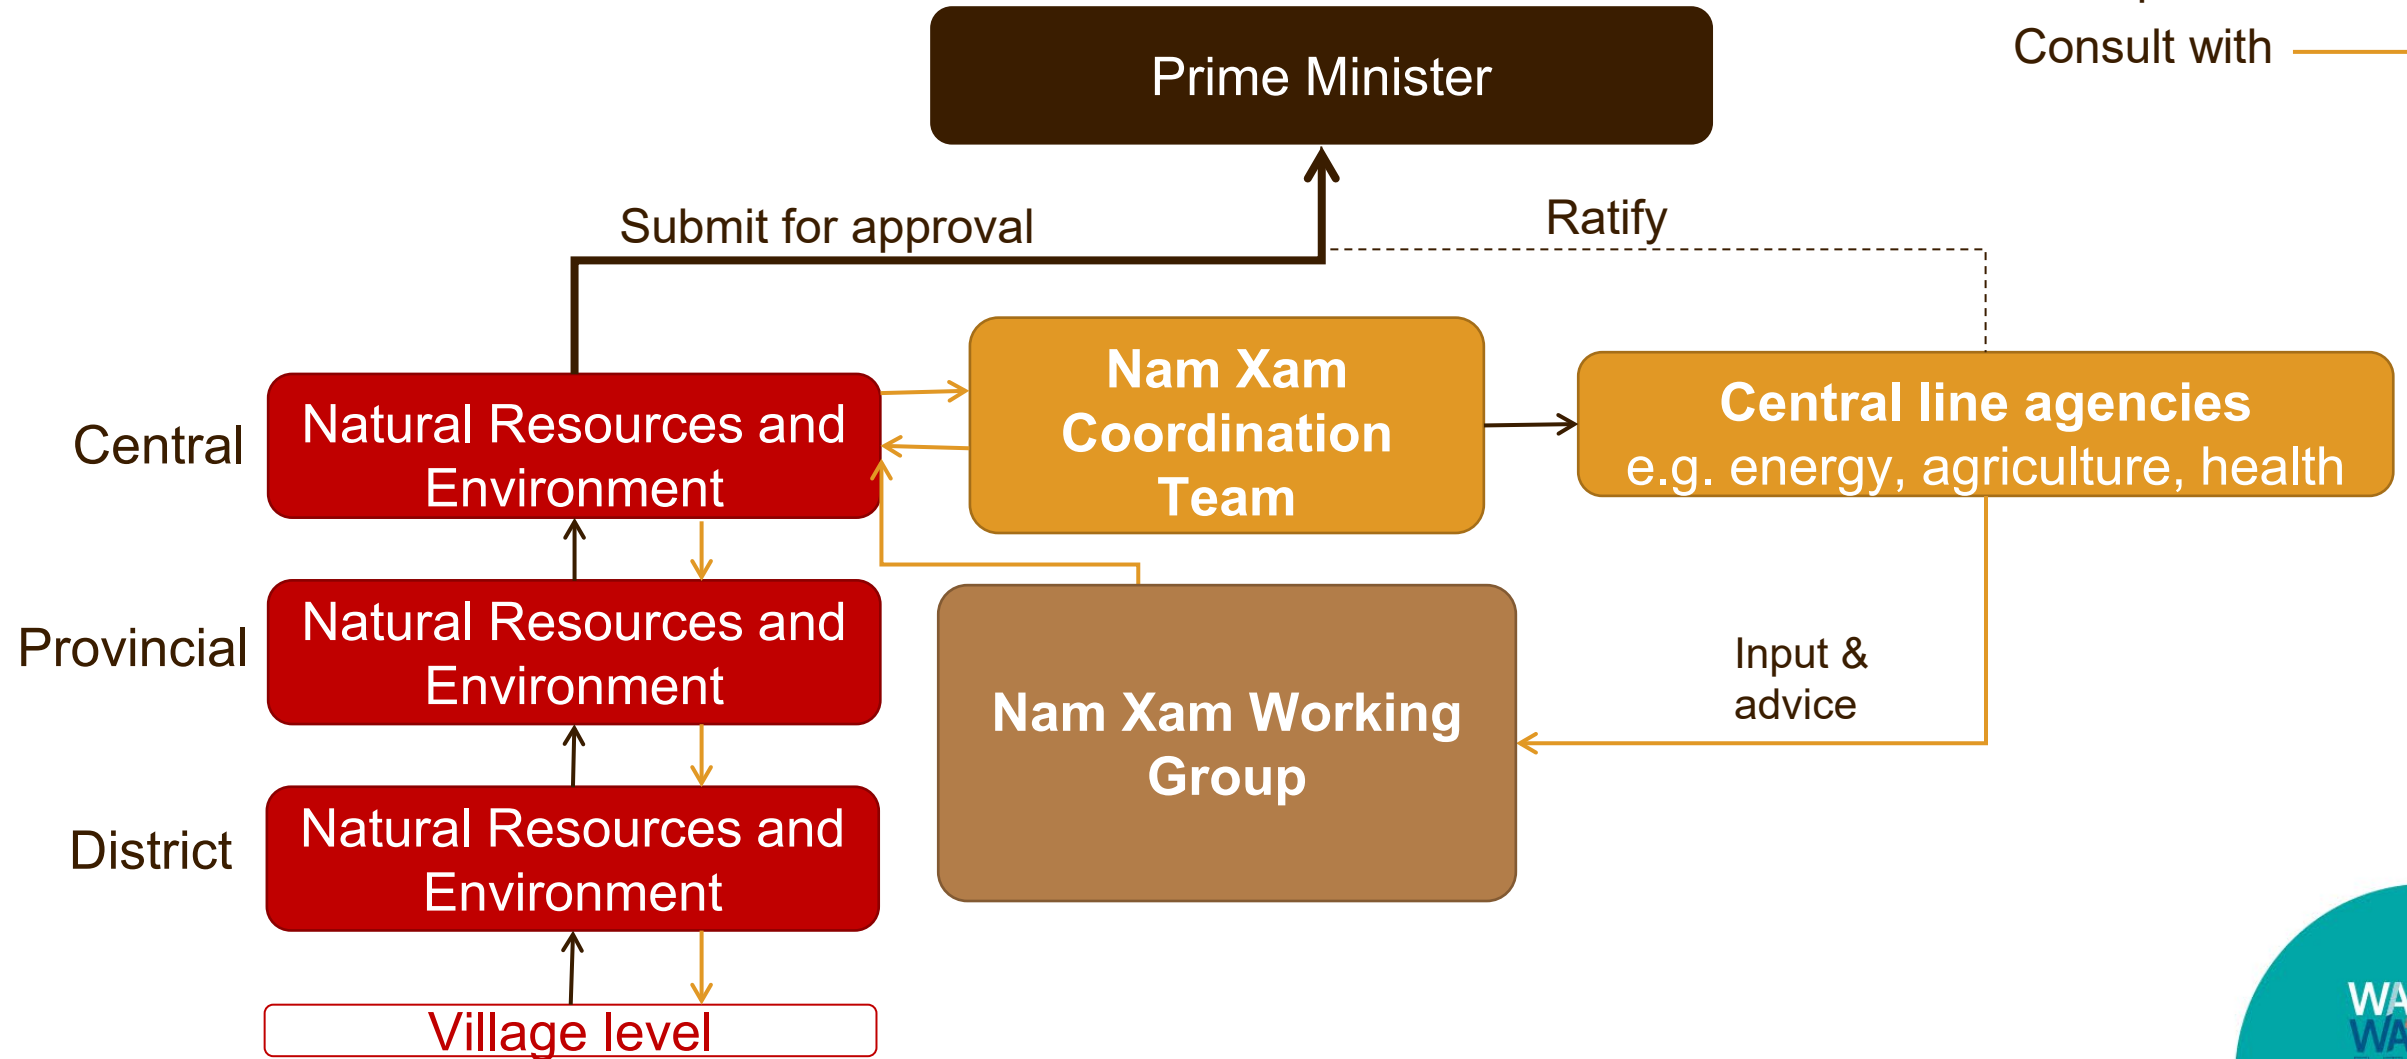 Consult with
Prime Minister
Submit for approval
Ratify
Central
Natural Resources and
Environment
Nam Xam
Coordination
Team
Central line agencies
e.g. energy, agriculture, health
Provincial
Natural Resources and
Environment
Nam Xam Working
Group
Input &
advice
District
Natural Resources and
Environment
Village level